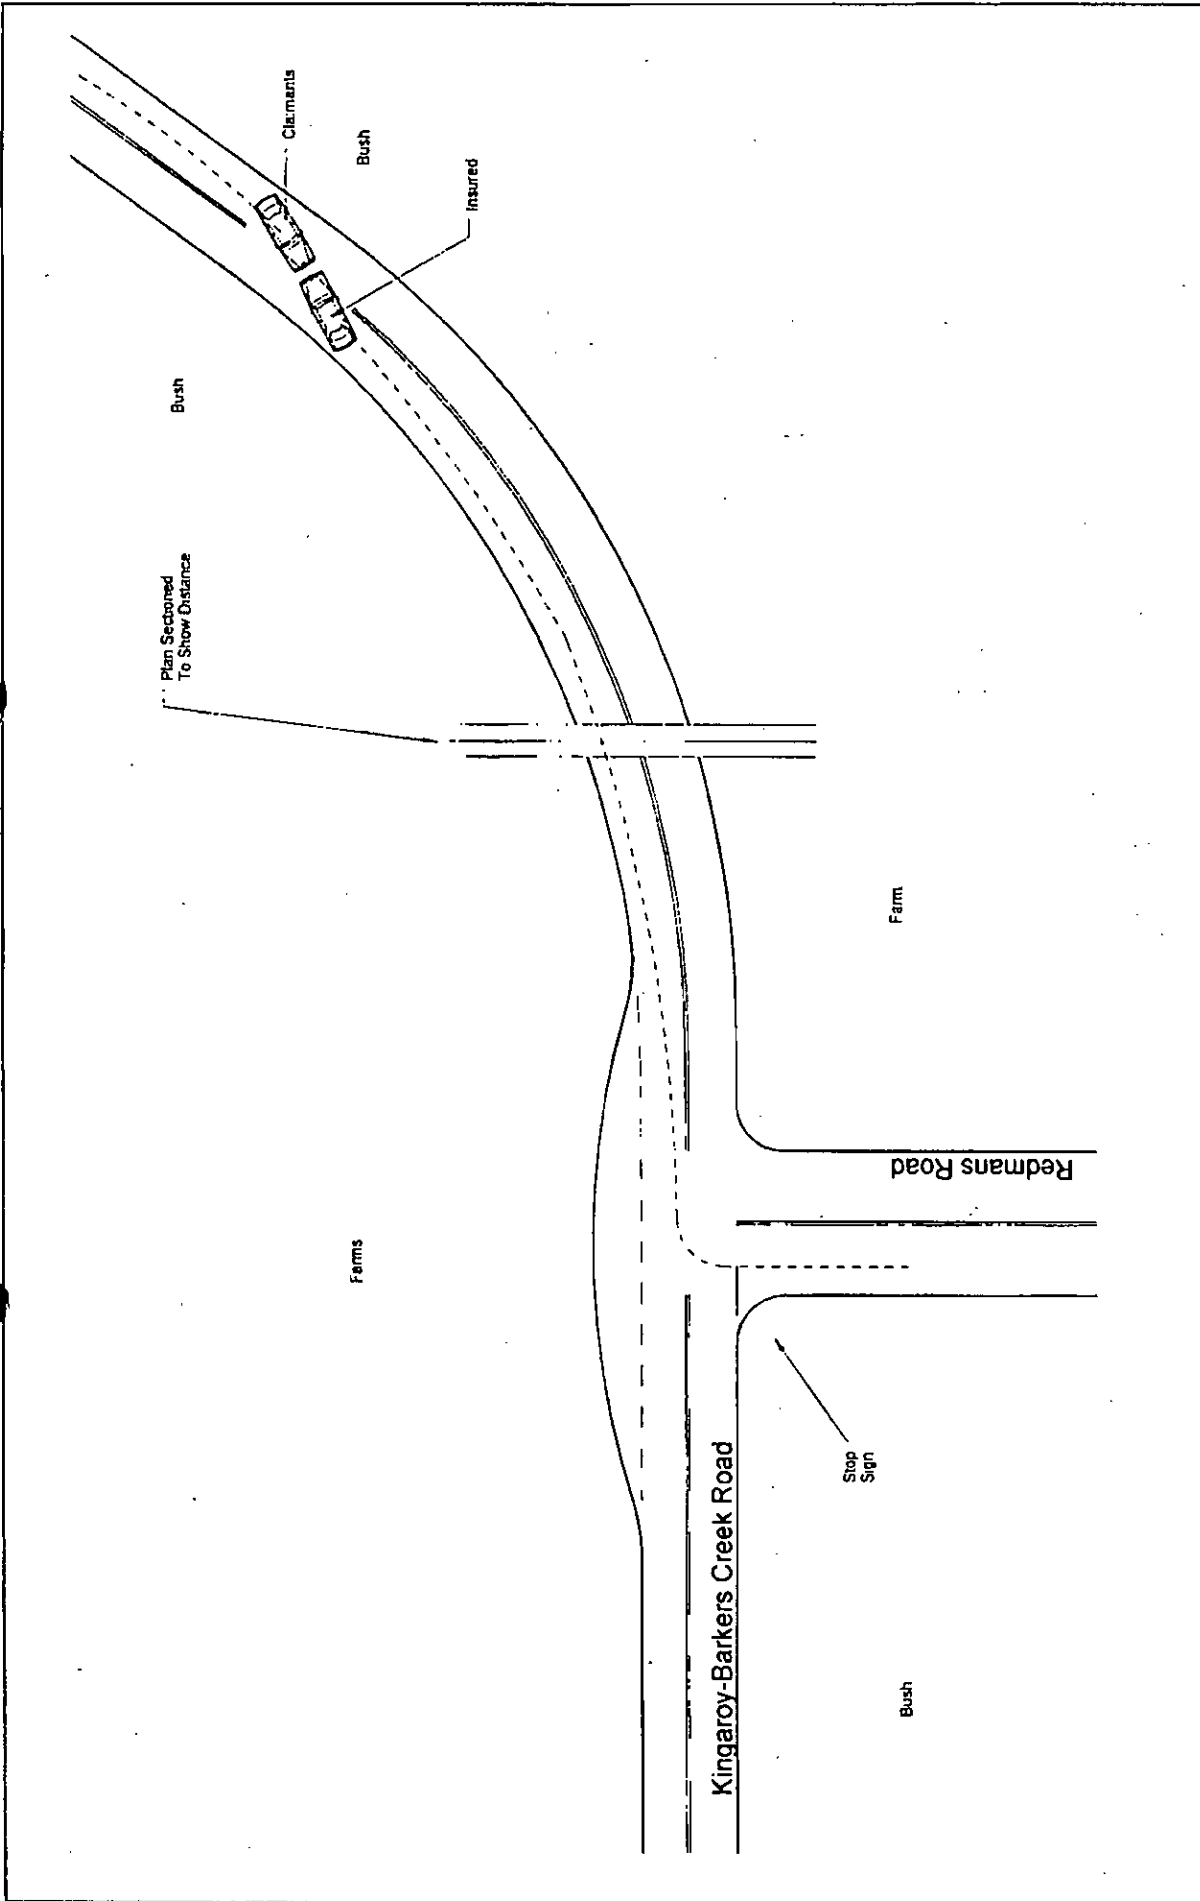 Claimants
Bush
Insured
Bush
Plan Sectioned
To Show Distance
Farm
Redmans Road
Farms
Stop
Sign
Kingaroy-Barkers Creek Road
Bush